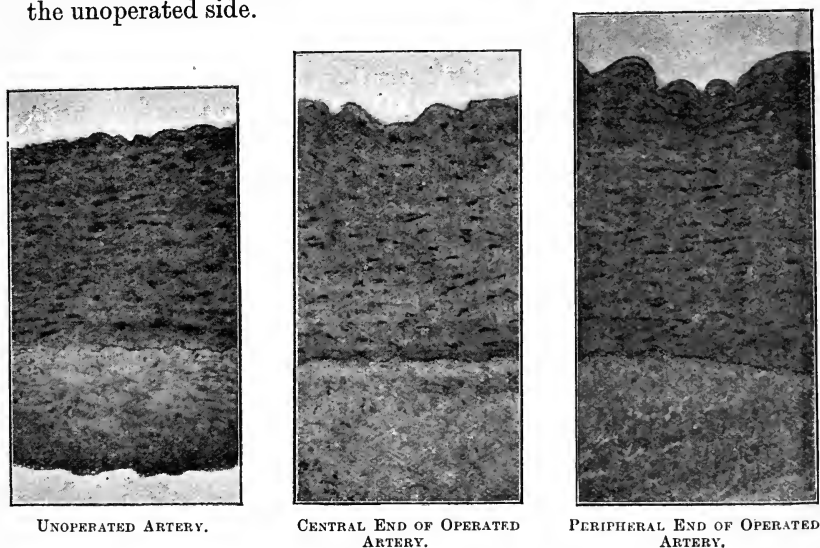 the unoperated side.
UNOPERATED ARTERY.
CENTRAL END OF OPERATED
ARTERY.
PERIPHERAL END OF OPERATED
ARTERY.